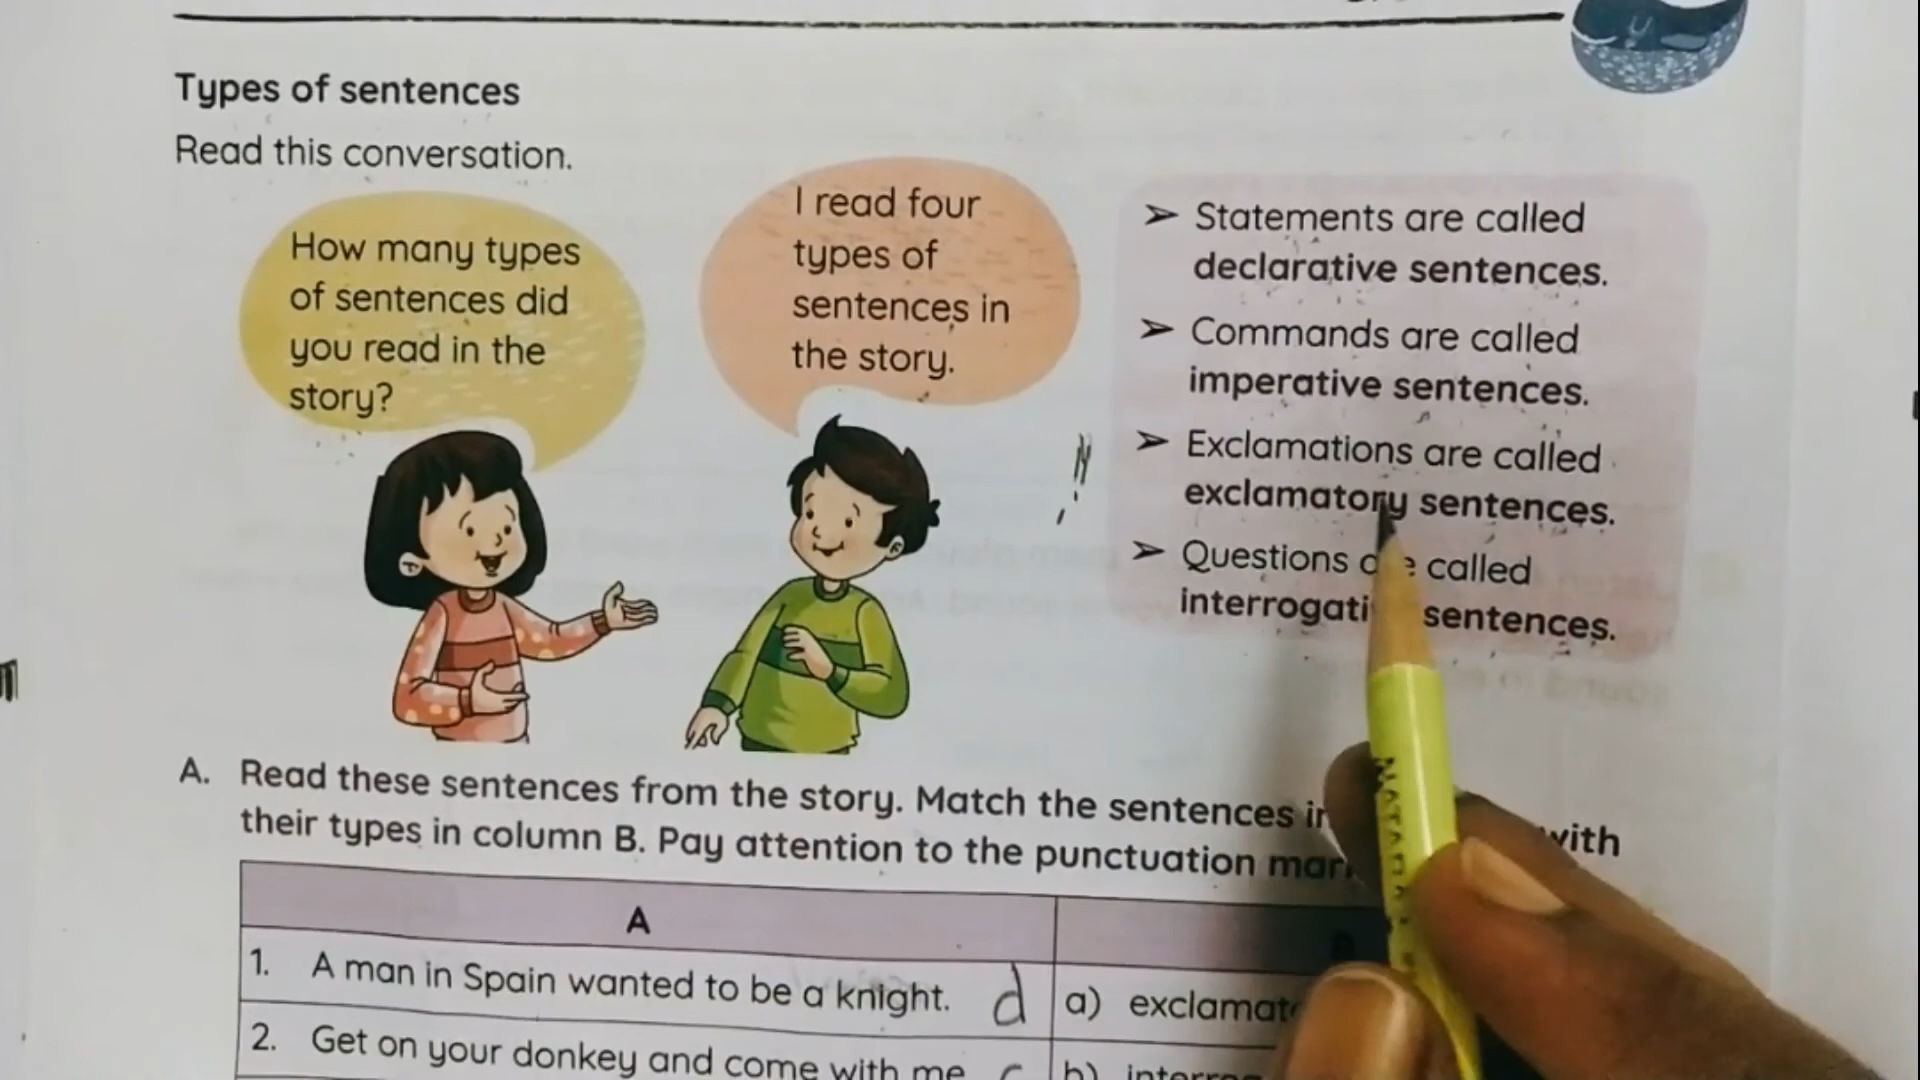 Types of sentences
Read this conversation.
How many types
of sentences did
you read in the
story?
I read four
types of
sentences in
the story.
➢ Statements are called
declarative sentences.
➢ Commands are called
imperative sentences.
➢ Exclamations are called
exclamatory sentences.
➢ Questions are called
interrogative sentences.
A. Read these sentences from the story. Match the sentences in with
their types in column B. Pay attention to the punctuation
A
1. A man in Spain wanted to be a knight. d
a)
2. Get on your donkey and come with me c
b)